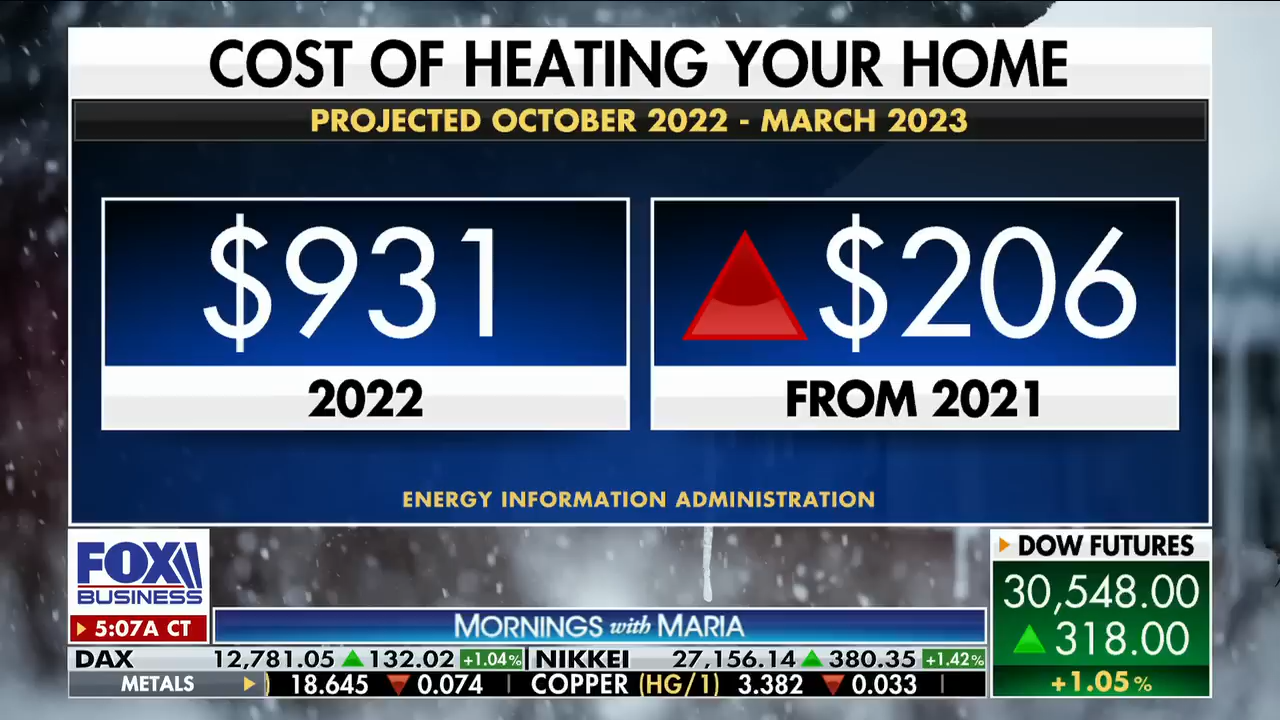 COST OF HEATING YOUR HOME
PROJECTED OCTOBER 2022 - MARCH 2023
$931
2022
$206
FROM 2021
ENERGY INFORMATION ADMINISTRATION
FOX
BUSINESS
5:07A CT
MORNINGS with MARIA
DOW FUTURES
30,548.00
318.00
+1.05%
DAX 12,781.05 132.02 +1.04% NIKKEI 27,156.14 380.35 +1.42%
METALS ) 18.645 0.074 | COPPER (HG/1) 3.382 0.033 |